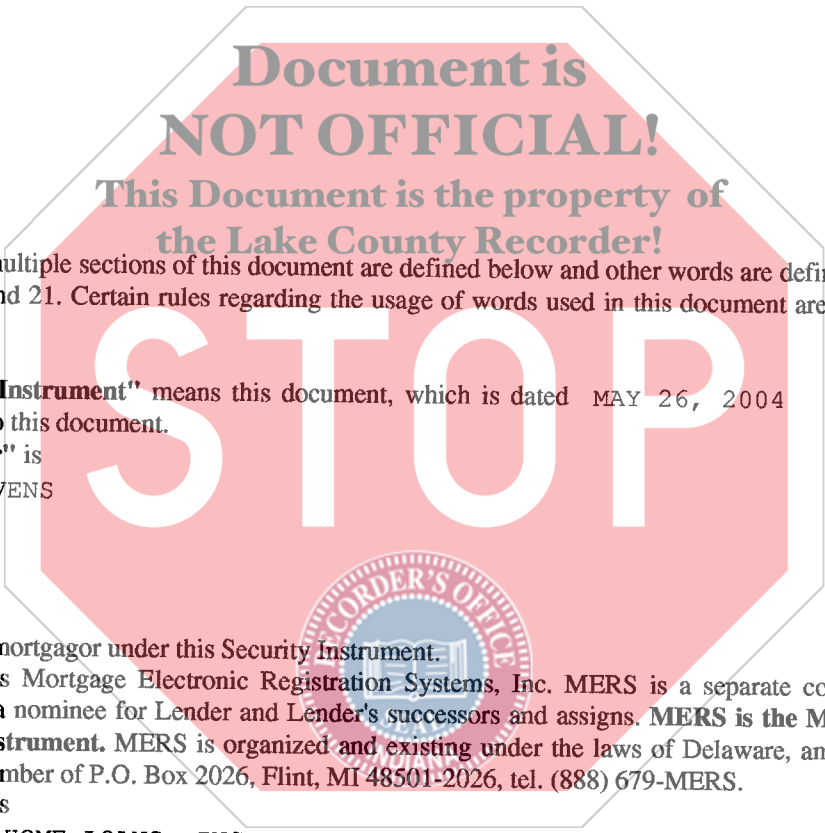 Document is
NOT OFFICIAL!
This Document is the property of
the Lake County Recorder!
ultiple sections of this document are defined below and other words are defin
nd 21. Certain rules regarding the usage of words used in this document are
STOP
Instrument" means this document, which is dated MAY 26, 2004
this document.
" is
VENS
RECORDER'S OFFICE
SEAL
INDIANA
mortgagor under this Security Instrument.
s Mortgage Electronic Registration Systems, Inc. MERS is a separate co
a nominee for Lender and Lender's successors and assigns. MERS is the M
strument. MERS is organized and existing under the laws of Delaware, an
mber of P.O. Box 2026, Flint, MI 48501-2026, tel. (888) 679-MERS.
s
HOME LOANS, INC